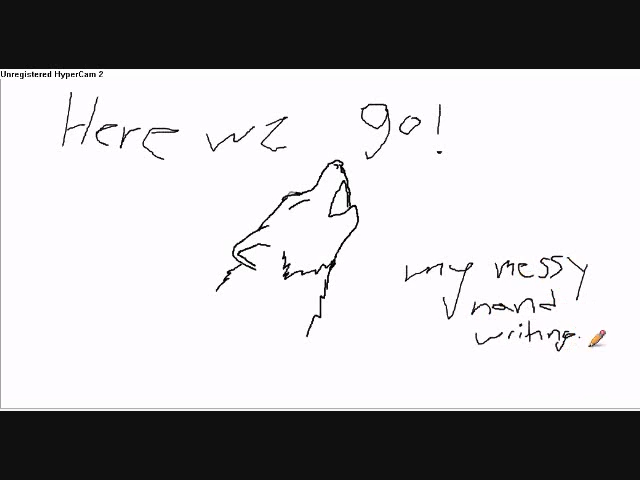 Unregistered HyperCam 2
Here we go!
my messy
hand
writing.